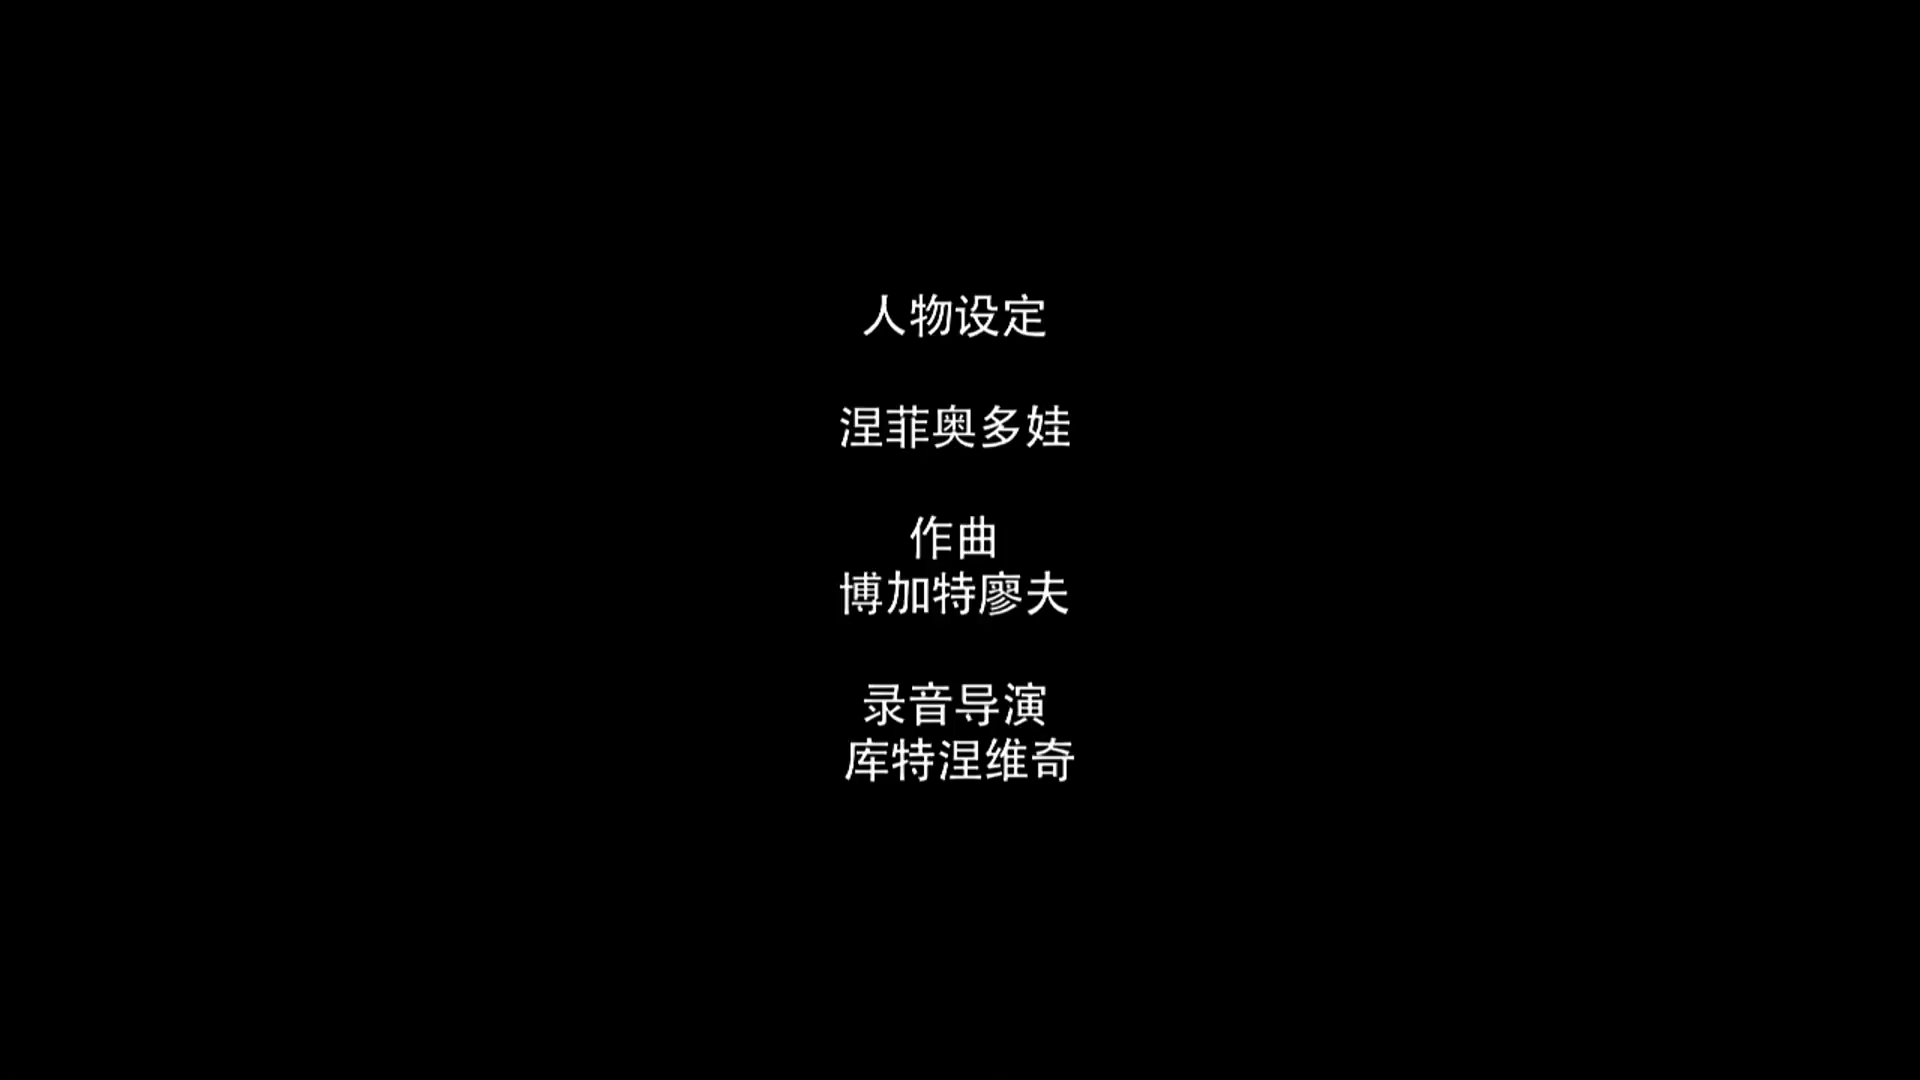 人物设定
涅菲奥多娃
作曲
博加特廖夫
录音导演
库特涅维奇